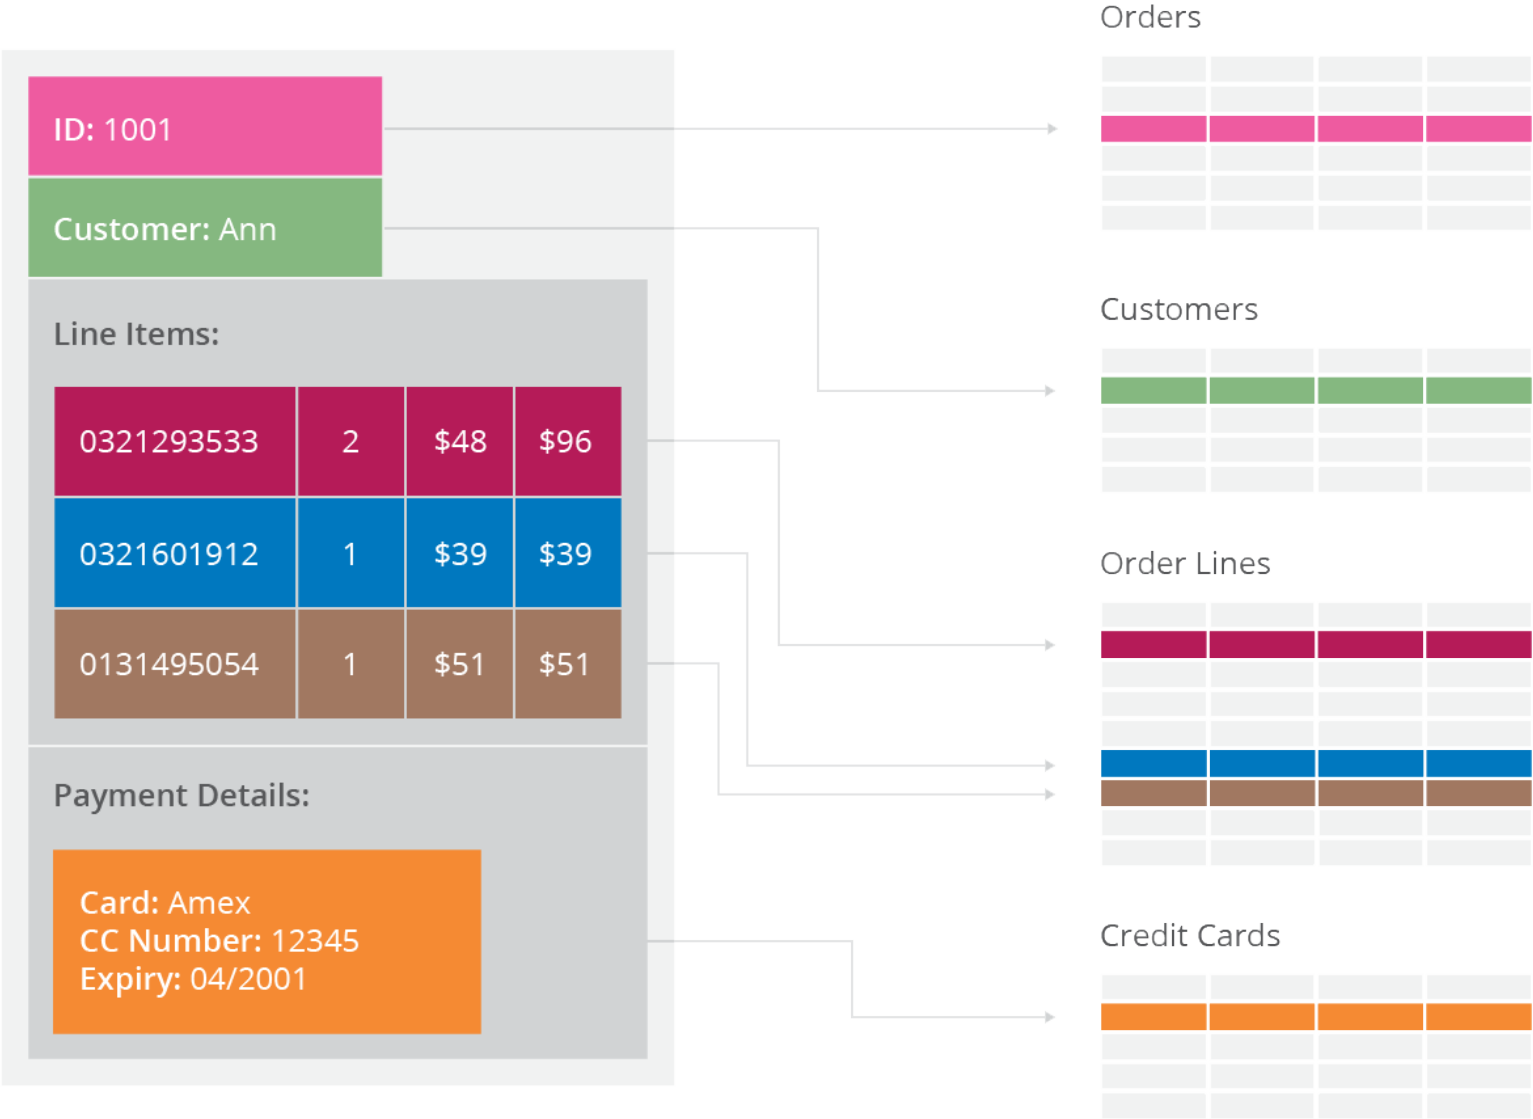 ID: 1001
Customer: Ann
Line Items:
0321293533 2 $48 $96
0321601912 1 $39 $39
0131495054 1 $51 $51
Payment Details:
Card: Amex
CC Number: 12345
Expiry: 04/2001
Orders
Customers
Order Lines
Credit Cards